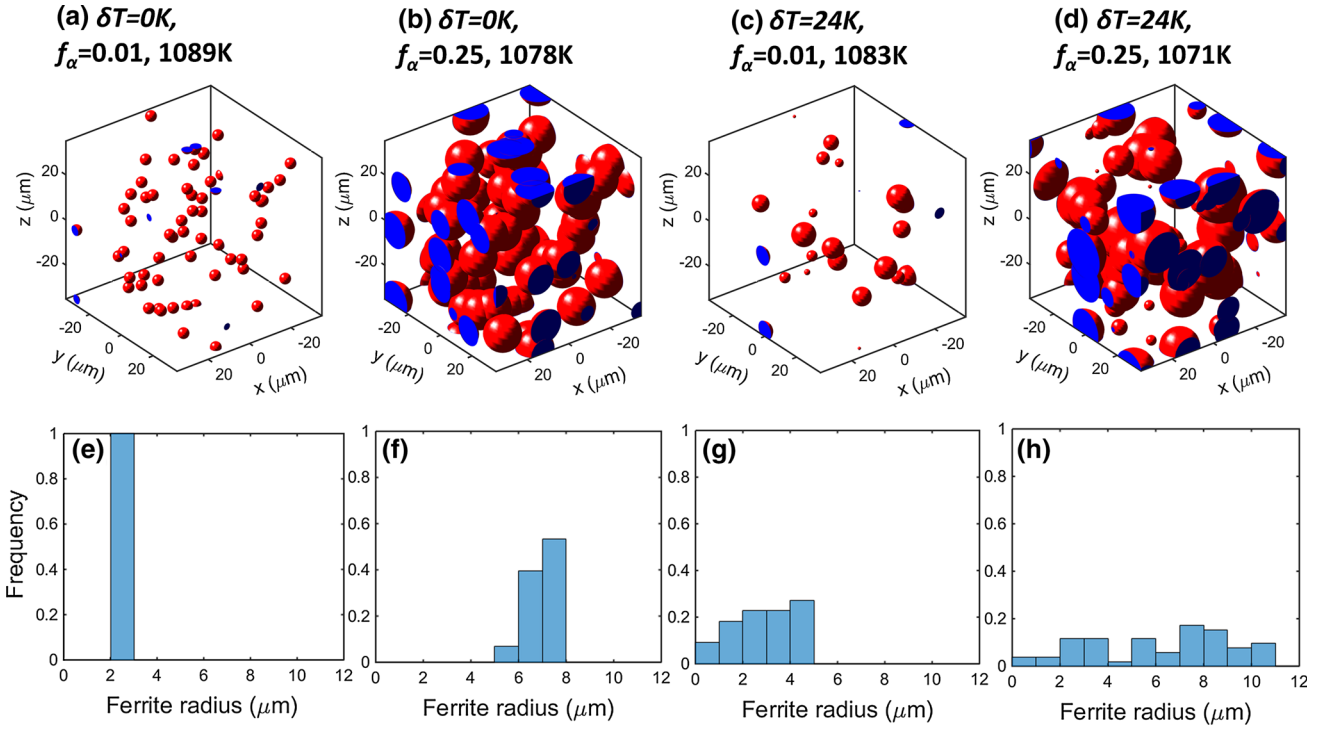 (a) δT=0K,
fα=0.01, 1089K
(b) δT=0K,
fα=0.25, 1078K
(c) δT=24K,
fα=0.01, 1083K
(d) δT=24K,
fα=0.25, 1071K
z (μm)
20
0
-20
-20
0
20
y (μm)
20
0
-20
x (μm)
z (μm)
20
0
-20
-20
0
20
y (μm)
20
0
-20
x (μm)
z (μm)
20
0
-20
-20
0
20
y (μm)
20
0
-20
x (μm)
z (μm)
20
0
-20
-20
0
20
y (μm)
20
0
-20
x (μm)
(e)
Frequency
1
0.8
0.6
0.4
0.2
0
0 2 4 6 8 10 12
Ferrite radius (μm)
(f)
1
0.8
0.6
0.4
0.2
0
0 2 4 6 8 10 12
Ferrite radius (μm)
(g)
1
0.8
0.6
0.4
0.2
0
0 2 4 6 8 10 12
Ferrite radius (μm)
(h)
1
0.8
0.6
0.4
0.2
0
0 2 4 6 8 10 12
Ferrite radius (μm)